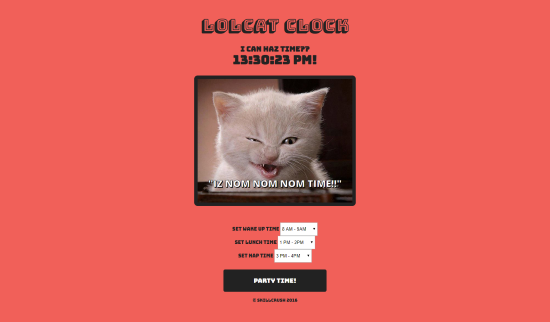 LOLCAT CLOCK
I CAN HAZ TIME??
13:30:23 PM!
"IZ NOM NOM NOM TIME!!"
SET WAKE UP TIME 8 AM - 9AM
SET LUNCH TIME 1 PM - 2PM
SET NAP TIME 3 PM - 4PM
PARTY TIME!
© SKILLCRUSH 2016